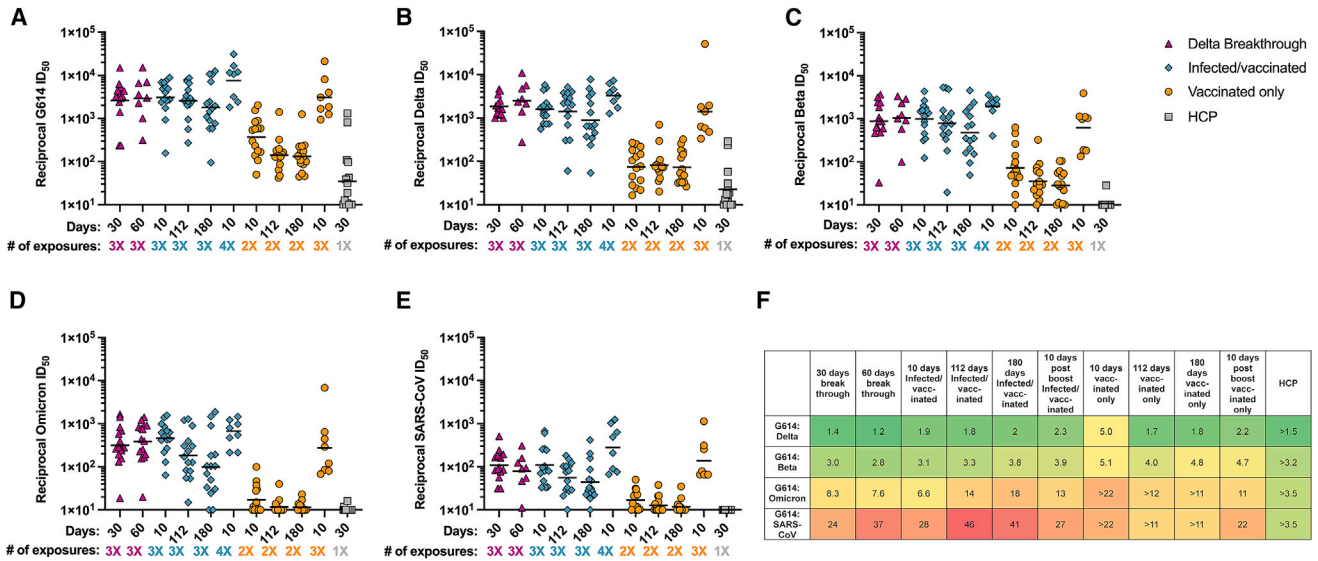 A
Reciprocal G614 ID50
1×10^5
1×10^4
1×10^3
1×10^2
1×10^1
Days: 30 60 10 112 180 10 10 112 180 10 30
# of exposures: 3X 3X 3X 3X 3X 4X 2X 2X 2X 3X 1X
B
Reciprocal Delta ID50
1×10^5
1×10^4
1×10^3
1×10^2
1×10^1
Days: 30 60 10 112 180 10 10 112 180 10 30
# of exposures: 3X 3X 3X 3X 3X 4X 2X 2X 2X 3X 1X
C
Reciprocal Beta ID50
1×10^5
1×10^4
1×10^3
1×10^2
1×10^1
Days: 30 60 10 112 180 10 10 112 180 10 30
# of exposures: 3X 3X 3X 3X 3X 4X 2X 2X 2X 3X 1X
Delta Breakthrough
Infected/vaccinated
Vaccinated only
HCP
D
Reciprocal Omicron ID50
1×10^5
1×10^4
1×10^3
1×10^2
1×10^1
Days: 30 60 10 112 180 10 10 112 180 10 30
# of exposures: 3X 3X 3X 3X 3X 4X 2X 2X 2X 3X 1X
E
Reciprocal SARS-CoV ID50
1×10^5
1×10^4
1×10^3
1×10^2
1×10^1
Days: 30 60 10 112 180 10 10 112 180 10 30
# of exposures: 3X 3X 3X 3X 3X 4X 2X 2X 2X 3X 1X
F
30 days
break
through
60 days
break
through
10 days
Infected/
vacc-
inated
112 days
Infected/
vacc-
inated
180
days
Infected/
vacc-
inated
10 days
post
boost
Infected/
vacc-
inated
10 days
vacc-
inated
only
112 days
vacc-
inated
only
180
days
vacc-
inated
only
10 days
post
boost
vacc-
inated
only
HCP
G614:
Delta
1.4 1.2 1.9 1.8 2 2.3 5.0 1.7 1.8 2.2 >1.5
G614:
Beta
3.0 2.8 3.1 3.3 3.8 3.9 5.1 4.0 4.8 4.7 >3.2
G614:
Omicron
8.3 7.6 6.6 14 18 13 >22 >12 >11 11 >3.5
G614:
SARS-
CoV
24 37 28 46 41 27 >22 >11 >11 22 >3.5